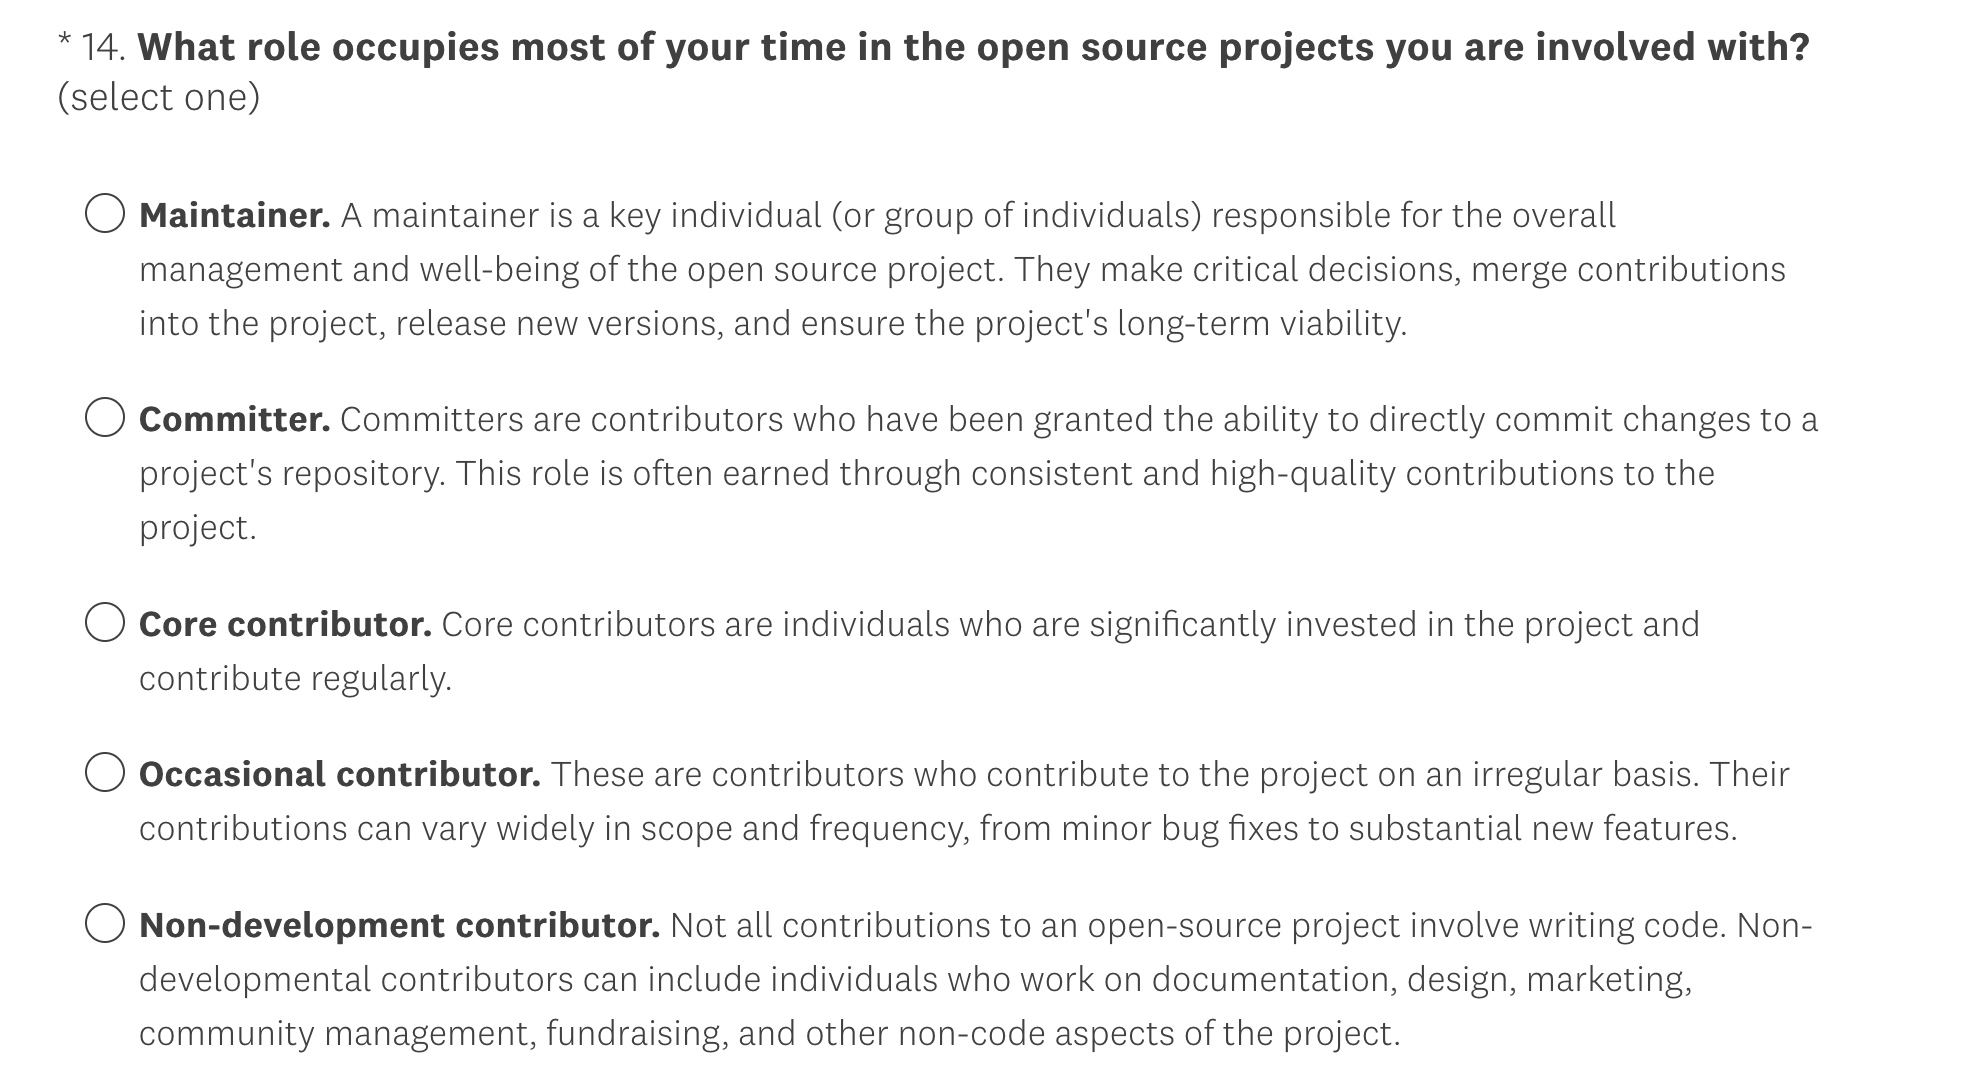 * 14. What role occupies most of your time in the open source projects you are involved with?
(select one)
Maintainer. A maintainer is a key individual (or group of individuals) responsible for the overall
management and well-being of the open source project. They make critical decisions, merge contributions
into the project, release new versions, and ensure the project's long-term viability.
Committer. Committers are contributors who have been granted the ability to directly commit changes to a
project's repository. This role is often earned through consistent and high-quality contributions to the
project.
Core contributor. Core contributors are individuals who are significantly invested in the project and
contribute regularly.
Occasional contributor. These are contributors who contribute to the project on an irregular basis. Their
contributions can vary widely in scope and frequency, from minor bug fixes to substantial new features.
Non-development contributor. Not all contributions to an open-source project involve writing code. Non-
developmental contributors can include individuals who work on documentation, design, marketing,
community management, fundraising, and other non-code aspects of the project.